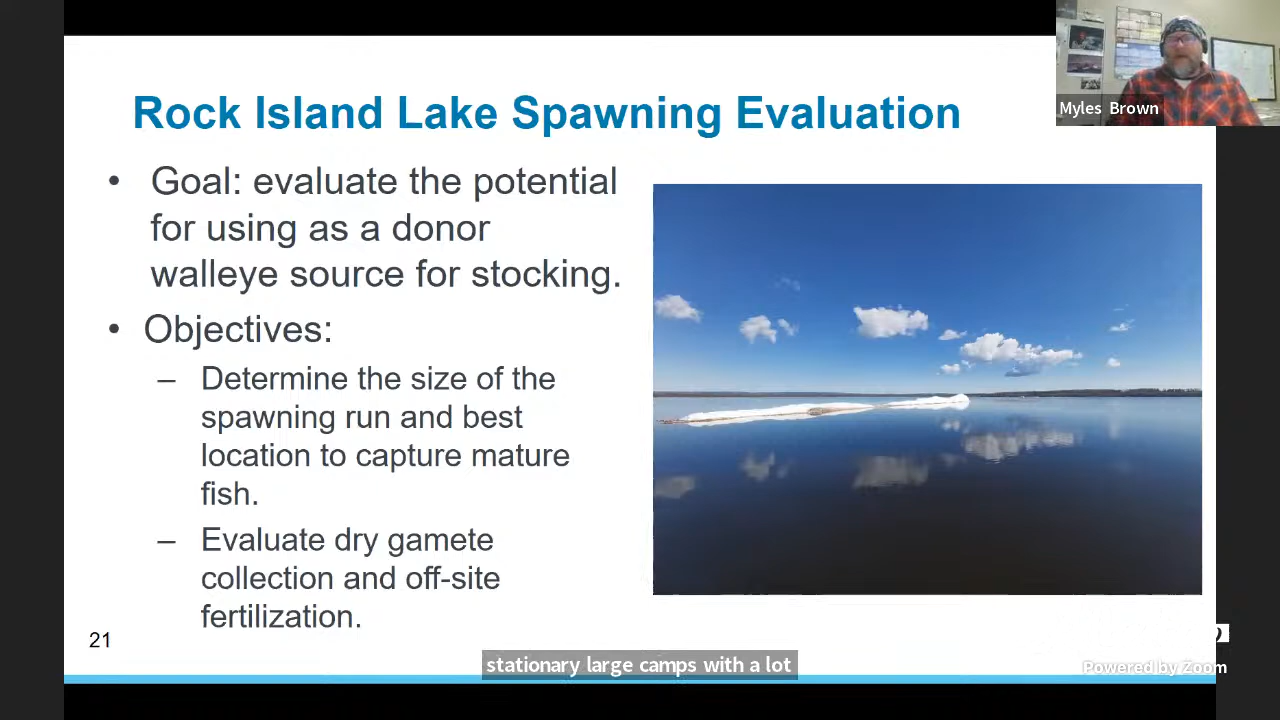 Rock Island Lake Spawning Evaluation
Myles Brown
• Goal: evaluate the potential
for using as a donor
walleye source for stocking.
• Objectives:
– Determine the size of the
spawning run and best
location to capture mature
fish.
– Evaluate dry gamete
collection and off-site
fertilization.
21
stationary large camps with a lot
Powered by Zoom